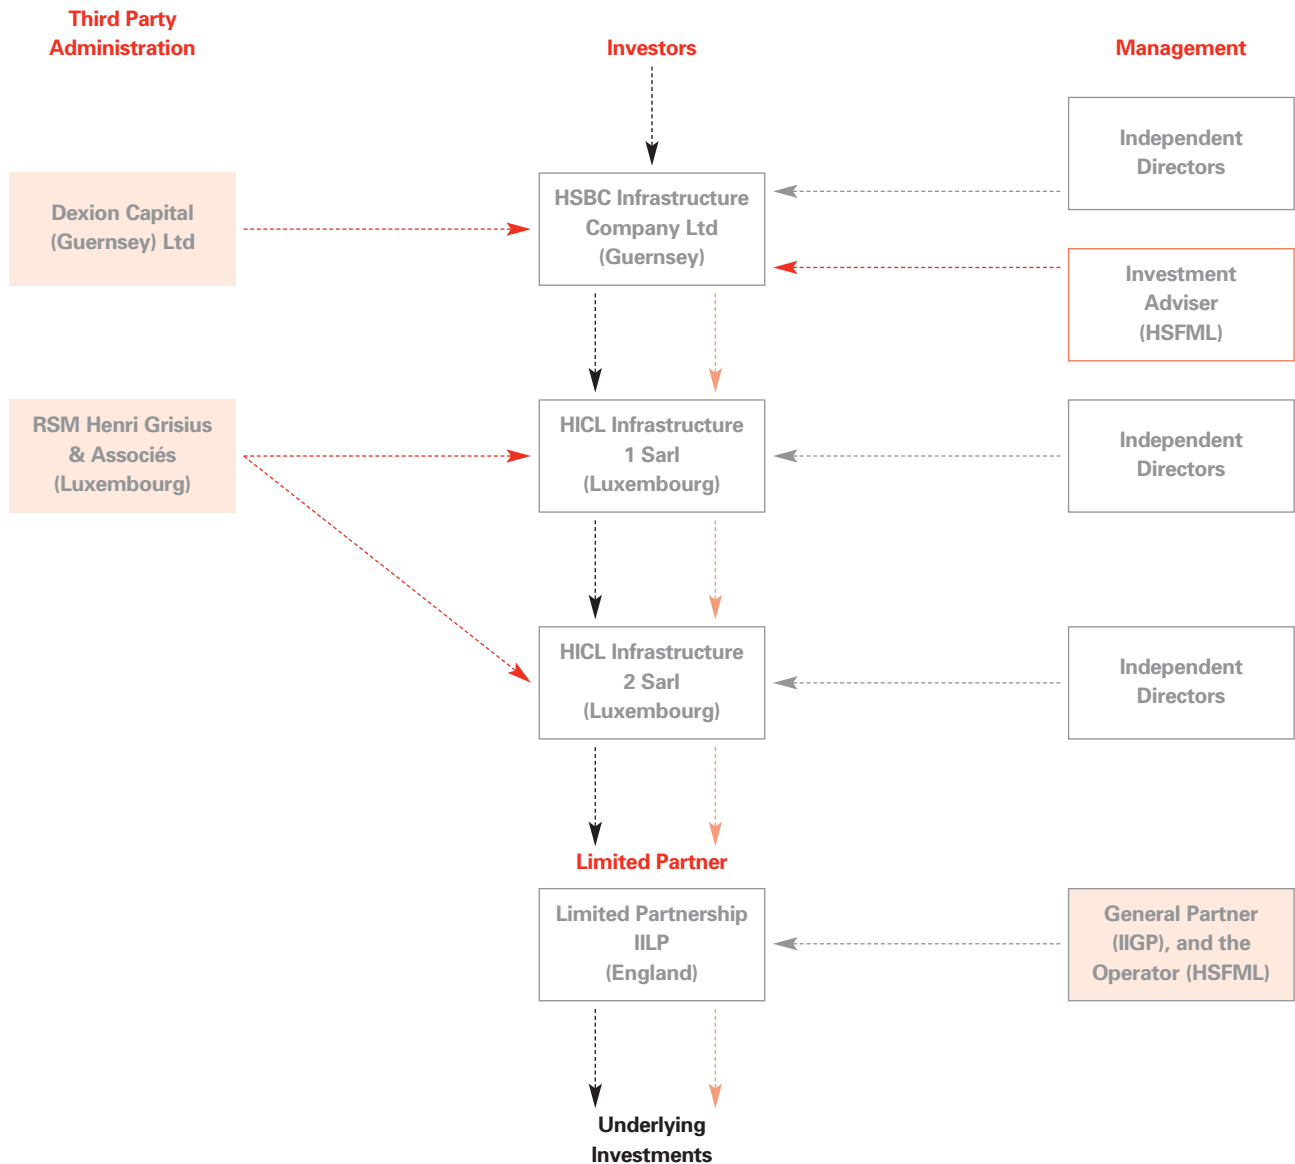 Third Party
Administration
Investors
Management
Independent
Directors
Dexion Capital
(Guernsey) Ltd
HSBC Infrastructure
Company Ltd
(Guernsey)
Investment
Adviser
(HSFML)
RSM Henri Grisius
& Associés
(Luxembourg)
HICL Infrastructure
1 Sarl
(Luxembourg)
Independent
Directors
HICL Infrastructure
2 Sarl
(Luxembourg)
Independent
Directors
Limited Partner
Limited Partnership
IILP
(England)
General Partner
(IIGP), and the
Operator (HSFML)
Underlying
Investments